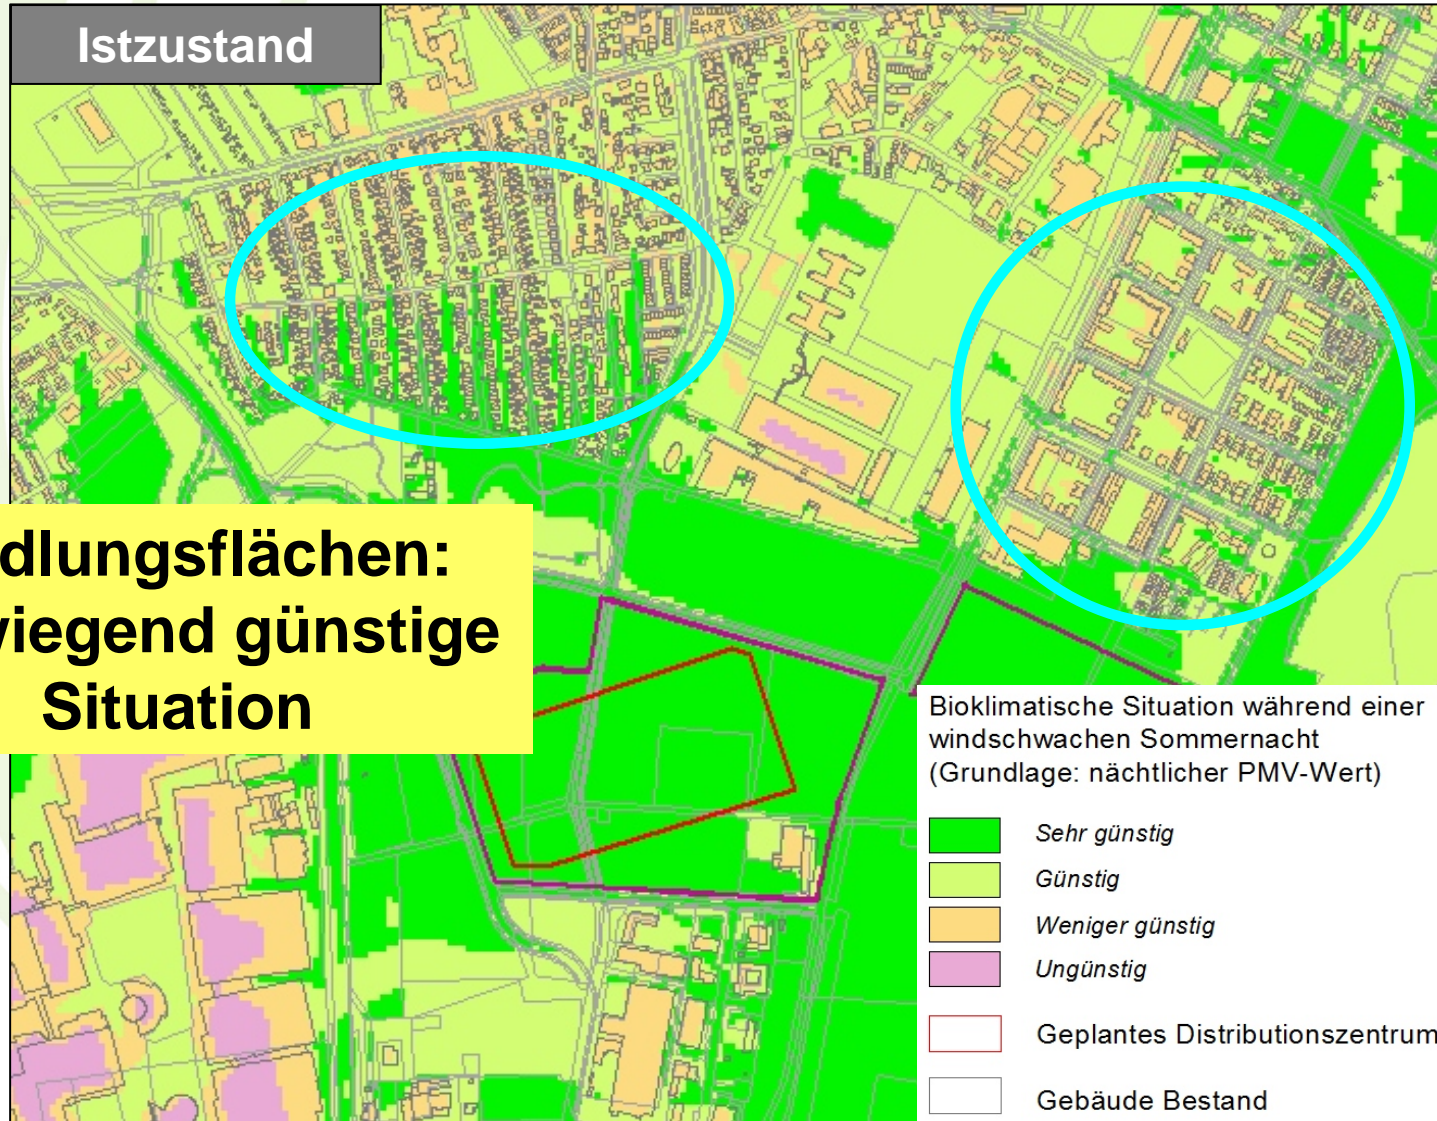 Istzustand
dlungsflächen:
wiegend günstige
Situation
Bioklimatische Situation während einer
windschwachen Sommernacht
(Grundlage: nächtlicher PMV-Wert)
Sehr günstig
Günstig
Weniger günstig
Ungünstig
Geplantes Distributionszentrum
Gebäude Bestand